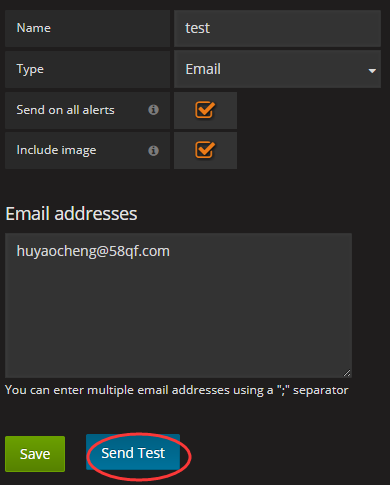 Name
test
Type
Email
Send on all alerts
Include image
Email addresses
huyaocheng@58qf.com
You can enter multiple email addresses using a ";" separator
Save
Send Test